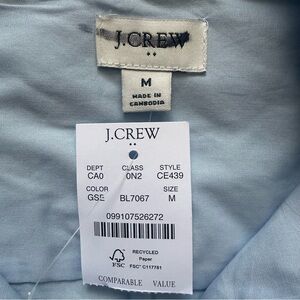 J.CREW
M
MADE IN
CAMBODIA
J.CREW
DEPT CLASS STYLE
CA0 0N2 CE439
COLOR SIZE
GSE BL7067 M
099107526272
FSC
RECYCLED
Paper
FSC® C117781
COMPARABLE VALUE